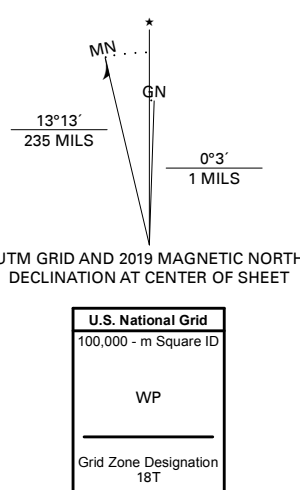 ★
MN
GN
13°13´
235 MILS
0°3´
1 MILS
UTM GRID AND 2019 MAGNETIC NORTH
DECLINATION AT CENTER OF SHEET
U.S. National Grid
100,000 - m Square ID
WP
Grid Zone Designation
18T